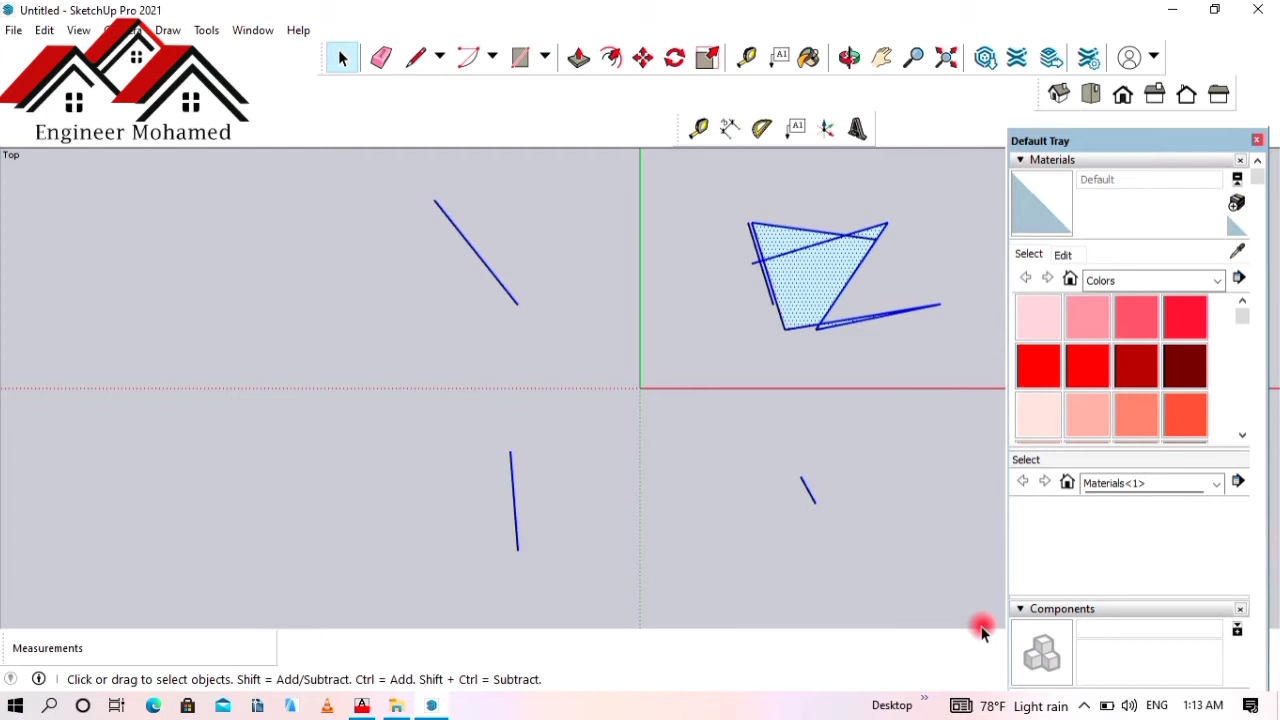 Untitled - SketchUp Pro 2021
File Edit View Draw Tools Window Help
Engineer Mohamed
Top
Default Tray
Materials
Default
Select Edit
Colors
Select
Materials<1>
Components
Measurements
Click or drag to select objects. Shift = Add/Subtract. Ctrl = Add. Shift + Ctrl = Subtract.
Desktop » 78°F Light rain ENG 1:13 AM